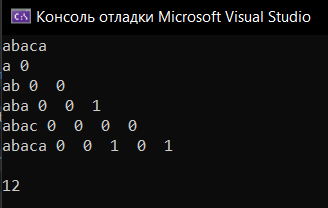 Консоль отладки Microsoft Visual Studio
abaca
a 0
ab 0  0
aba 0  0  1
abac 0  0  0  0
abaca 0  0  1  0  1

12